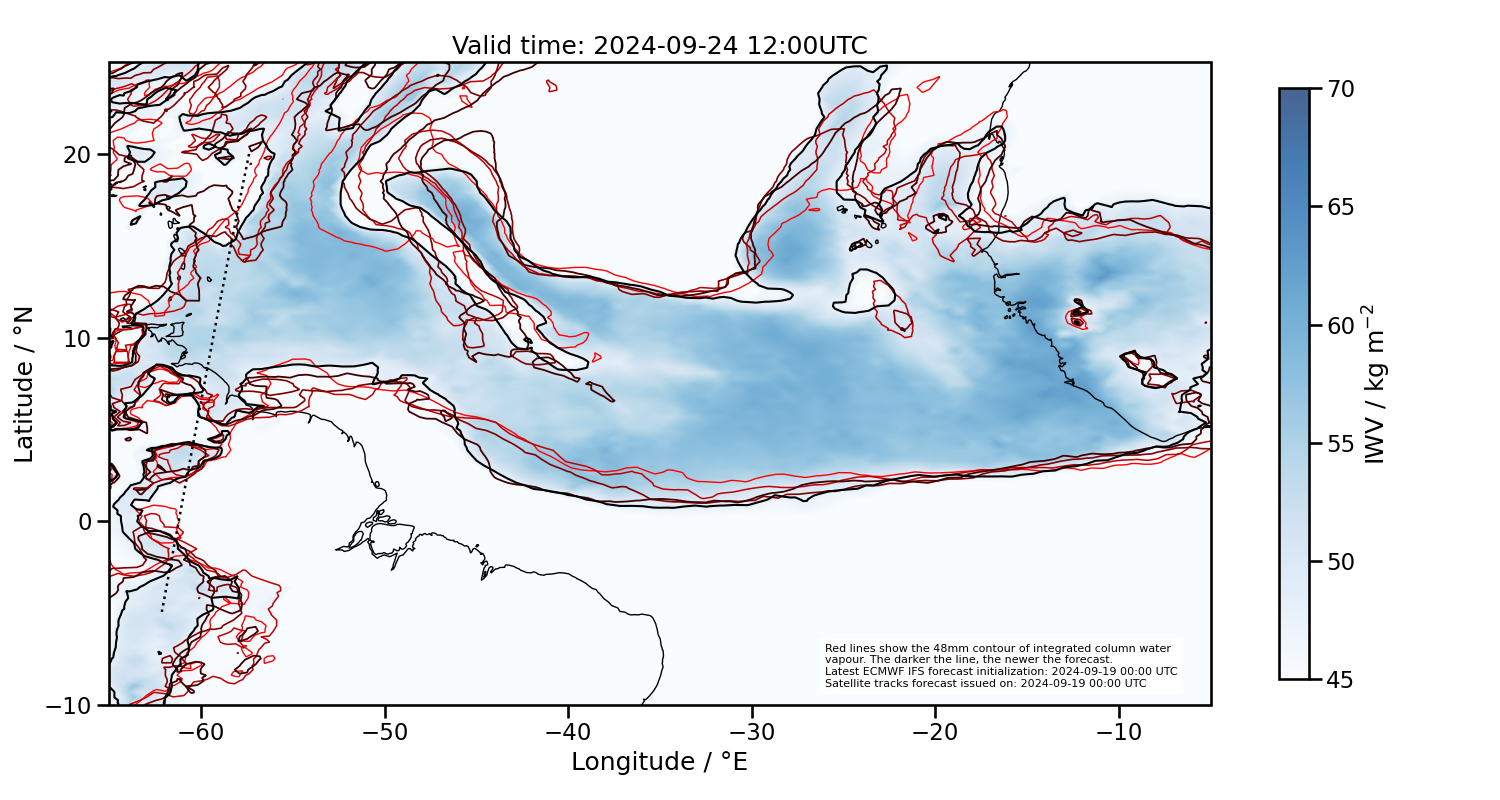 Valid time: 2024-09-24 12:00UTC
20
10
0
−10
Latitude / °N
−60
−50
−40
−30
−20
−10
Longitude / °E
Red lines show the 48mm contour of integrated column water
vapour. The darker the line, the newer the forecast.
Latest ECMWF IFS forecast initialization: 2024-09-19 00:00 UTC
Satellite tracks forecast issued on: 2024-09-19 00:00 UTC
70
65
60
55
50
45
IWV / kg m⁻²